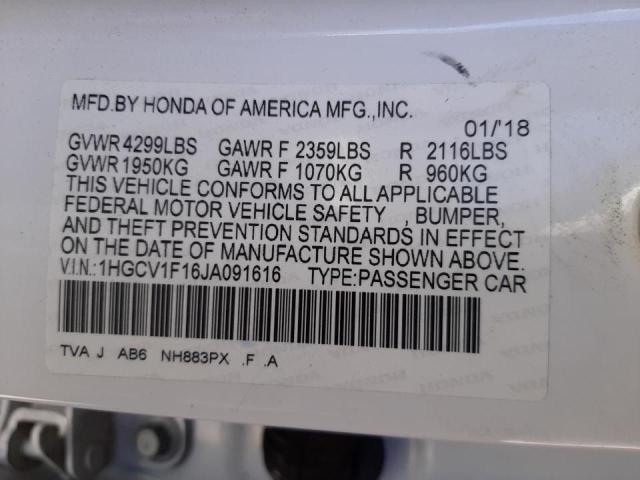 MFD.BY HONDA OF AMERICA MFG.,INC.
01/'18
GVWR 4299LBS GAWR F 2359LBS R 2116LBS
GVWR 1950KG GAWR F 1070KG R 960KG
THIS VEHICLE CONFORMS TO ALL APPLICABLE
FEDERAL MOTOR VEHICLE SAFETY , BUMPER,
AND THEFT PREVENTION STANDARDS IN EFFECT
ON THE DATE OF MANUFACTURE SHOWN ABOVE.
V.I.N.:1HGCV1F16JA091616 TYPE:PASSENGER CAR
TVA J AB6 NH883PX .F .A